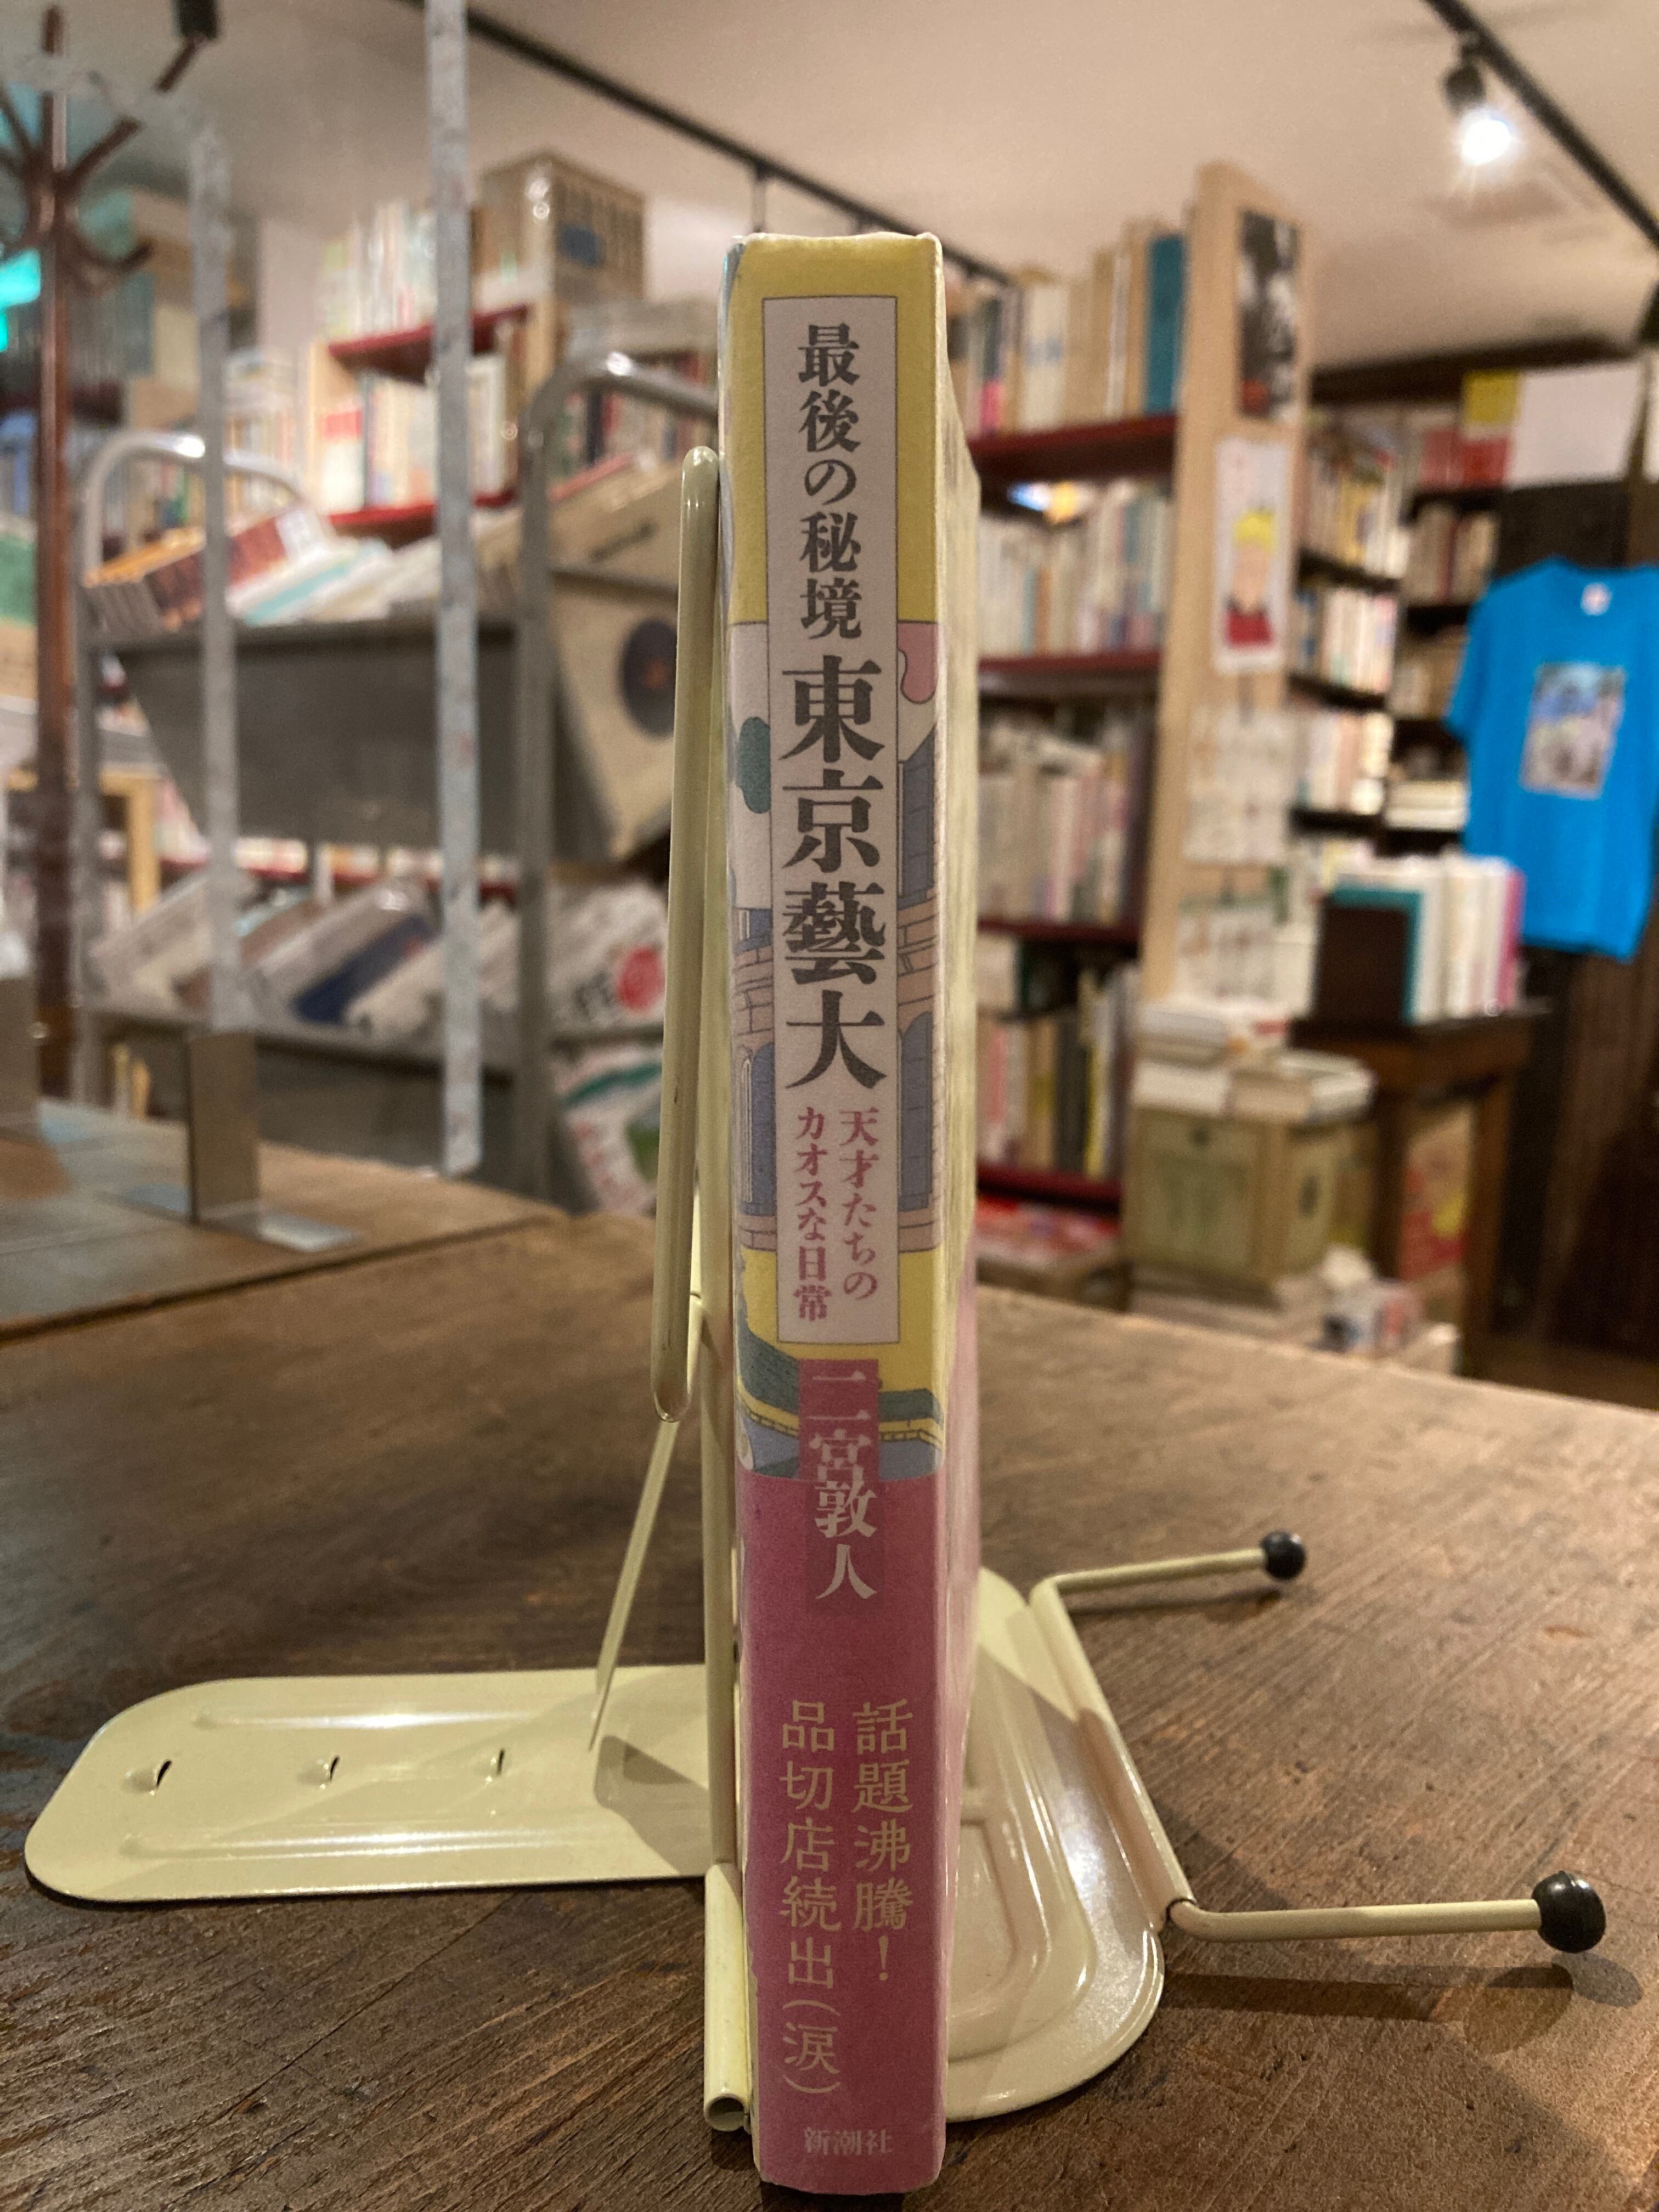 最後の秘境
東京藝大
天才たちの
カオスな日常
二宮敦人
話題沸騰！
品切店続出（涙）
新潮社